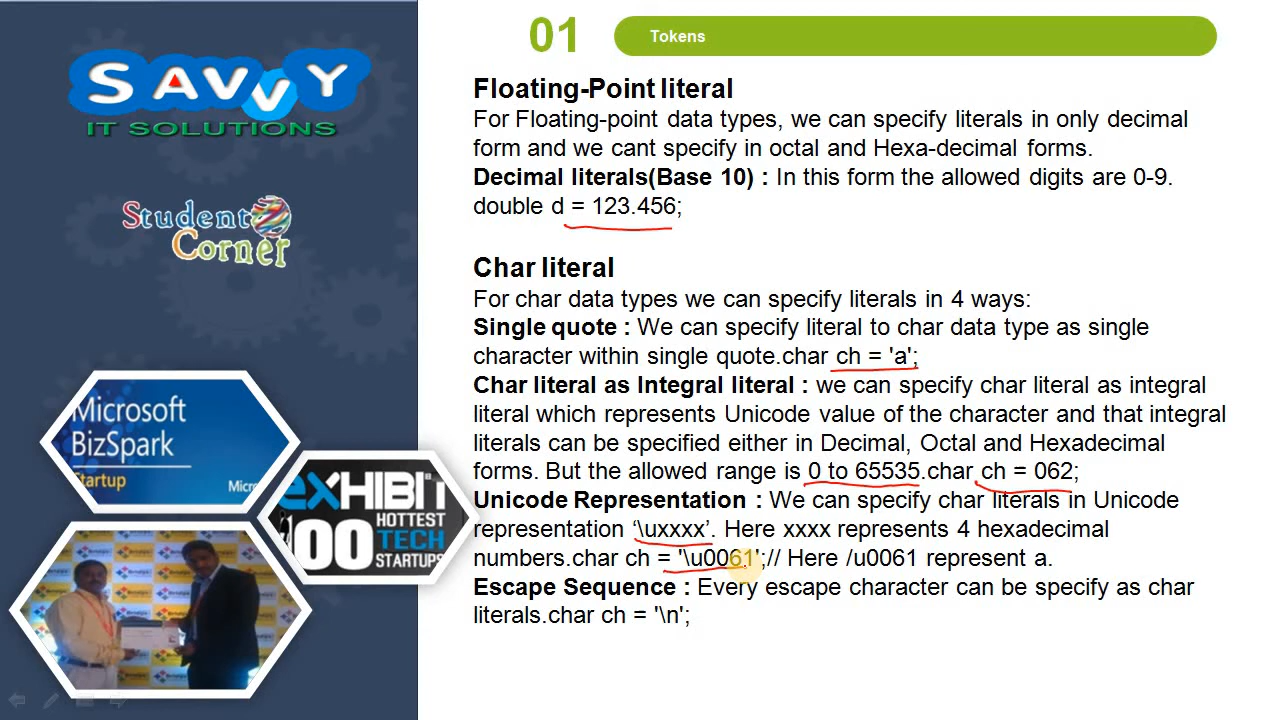 SAVVY
IT SOLUTIONS
Student
Corner
Microsoft
BizSpark
Startup
Micro
eXHIBIT
100 HOTTEST
TECH
STARTUPS
01
Tokens
Floating-Point literal
For Floating-point data types, we can specify literals in only decimal
form and we cant specify in octal and Hexa-decimal forms.
Decimal literals(Base 10) : In this form the allowed digits are 0-9.
double d = 123.456;
Char literal
For char data types we can specify literals in 4 ways:
Single quote : We can specify literal to char data type as single
character within single quote.char ch = 'a';
Char literal as Integral literal : we can specify char literal as integral
literal which represents Unicode value of the character and that integral
literals can be specified either in Decimal, Octal and Hexadecimal
forms. But the allowed range is 0 to 65535.char ch = 062;
Unicode Representation : We can specify char literals in Unicode
representation ‘\uxxxx’. Here xxxx represents 4 hexadecimal
numbers.char ch = '\u0061';// Here /u0061 represent a.
Escape Sequence : Every escape character can be specify as char
literals.char ch = '\n';